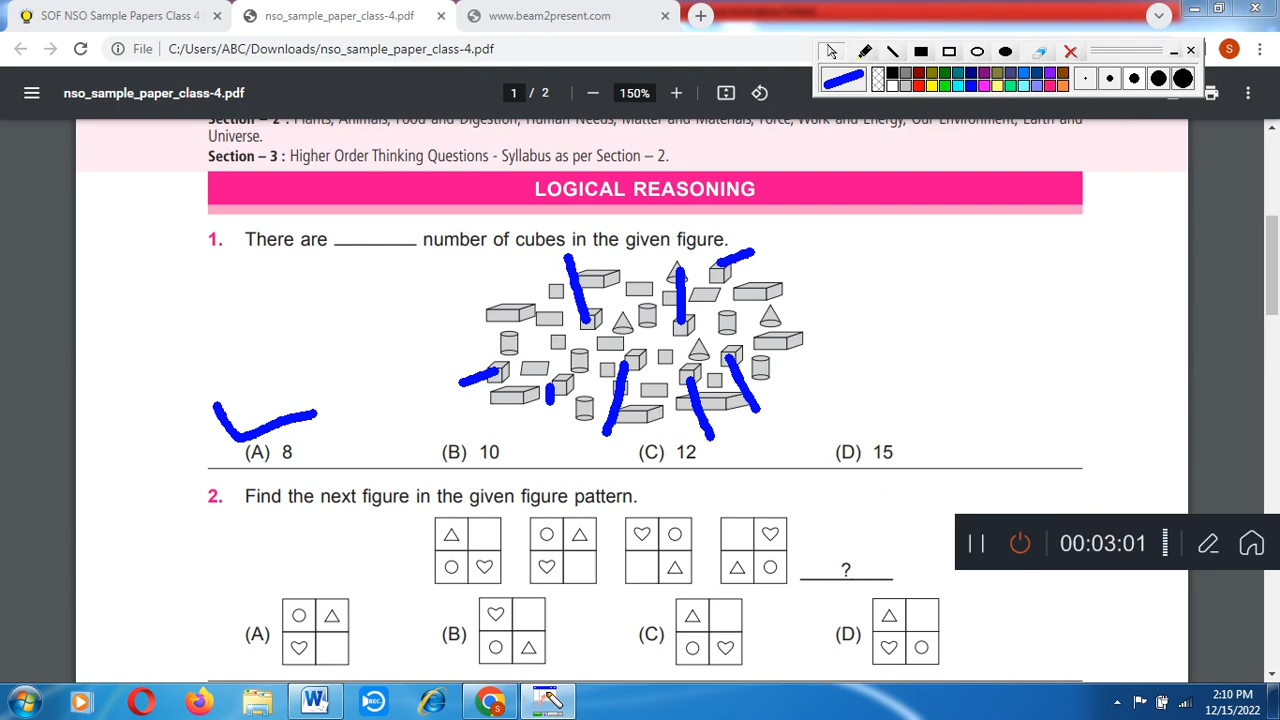 SOF NSO Sample Papers Class 4
nso_sample_paper_class-4.pdf
www.beam2present.com
File
C:/Users/ABC/Downloads/nso_sample_paper_class-4.pdf
S
nso_sample_paper_class-4.pdf
1 / 2
150%
Section – 2 : Plants, Animals, Food and Digestion, Human Needs, Matter and Materials, Force, Work and Energy, Our Environment, Earth and
Universe.
Section – 3 : Higher Order Thinking Questions - Syllabus as per Section – 2.
LOGICAL REASONING
1. There are ________ number of cubes in the given figure.
(A) 8 (B) 10 (C) 12 (D) 15
2. Find the next figure in the given figure pattern.
?
(A) (B) (C) (D)
00:03:01
REC
2:10 PM
12/15/2022